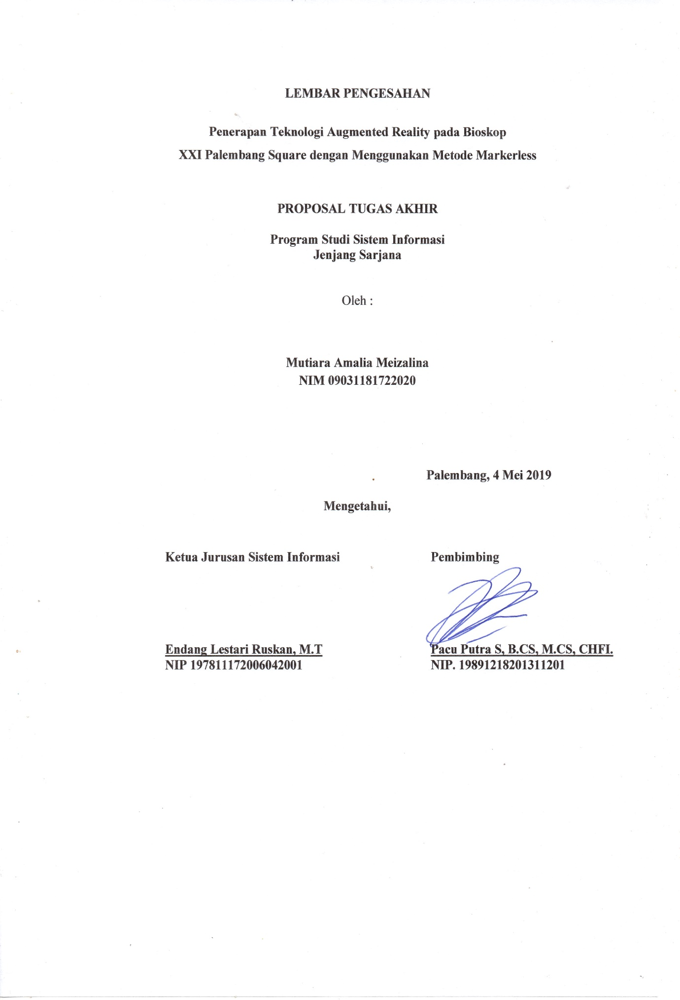 LEMBAR PENGESAHAN
Penerapan Teknologi Augmented Reality pada Bioskop
XXI Palembang Square dengan Menggunakan Metode Markerless
PROPOSAL TUGAS AKHIR
Program Studi Sistem Informasi
Jenjang Sarjana
Oleh :
Mutiara Amalia Meizalina
NIM 09031181722020
Palembang, 4 Mei 2019
Mengetahui,
Ketua Jurusan Sistem Informasi
Pembimbing
Endang Lestari Ruskan, M.T
NIP 197811172006042001
Pacu Putra S, B.CS, M.CS, CHFI.
NIP. 19891218201311201